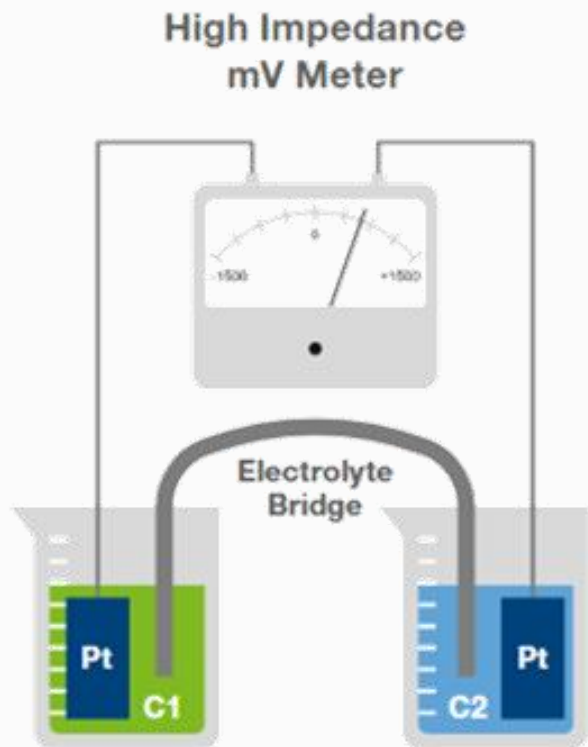 High Impedance
mV Meter
0
-1500
+1500
Electrolyte
Bridge
Pt
C1
C2
Pt